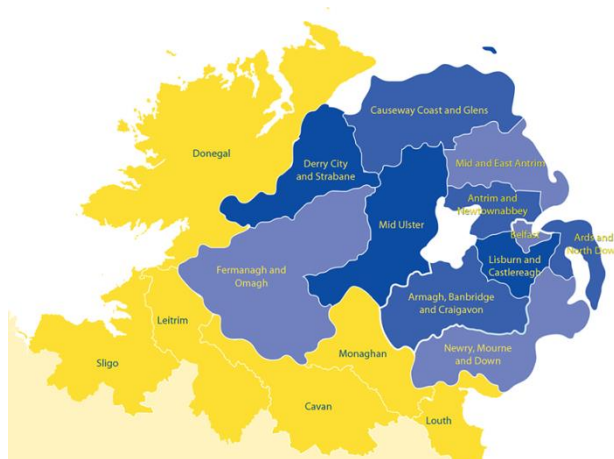 Causeway Coast and Glens
Donegal
Derry City
and Strabane
Mid and East Antrim
Antrim and
Newtownabbey
Mid Ulster
Belfast
Ards and
North Down
Lisburn and
Castlereagh
Fermanagh and
Omagh
Armagh, Banbridge
and Craigavon
Leitrim
Newry, Mourne
and Down
Monaghan
Sligo
Cavan
Louth